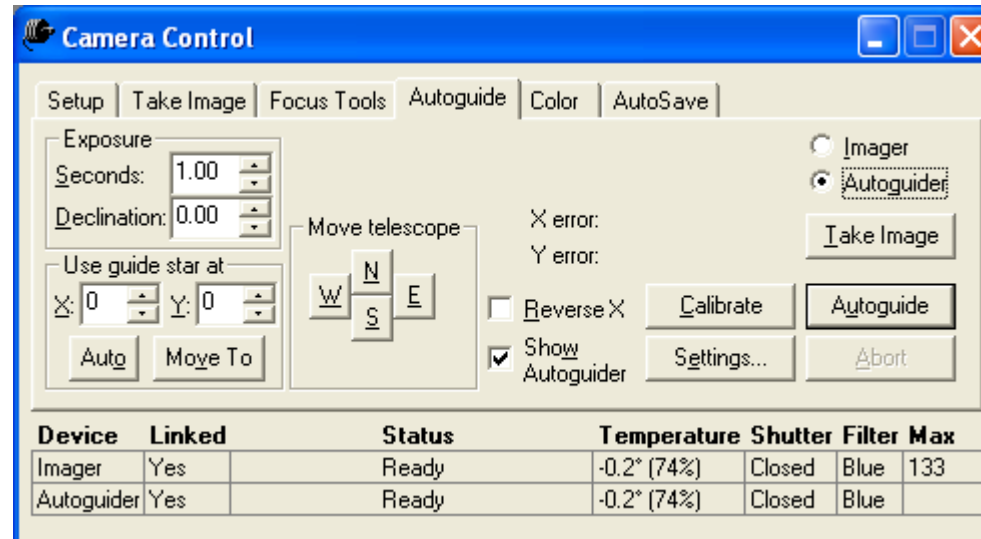 Camera Control
Setup Take Image Focus Tools Autoguide Color AutoSave
Exposure
Seconds: 1.00
Declination: 0.00
Use guide star at
X: 0 Y: 0
Auto Move To
Move telescope
N
W E
S
X error:
Y error:
Imager
Autoguider
Take Image
Reverse X Calibrate Autoguide
Show
Autoguider Settings... Abort
Device Linked Status Temperature Shutter Filter Max
Imager Yes Ready -0.2° (74%) Closed Blue 133
Autoguider Yes Ready -0.2° (74%) Closed Blue